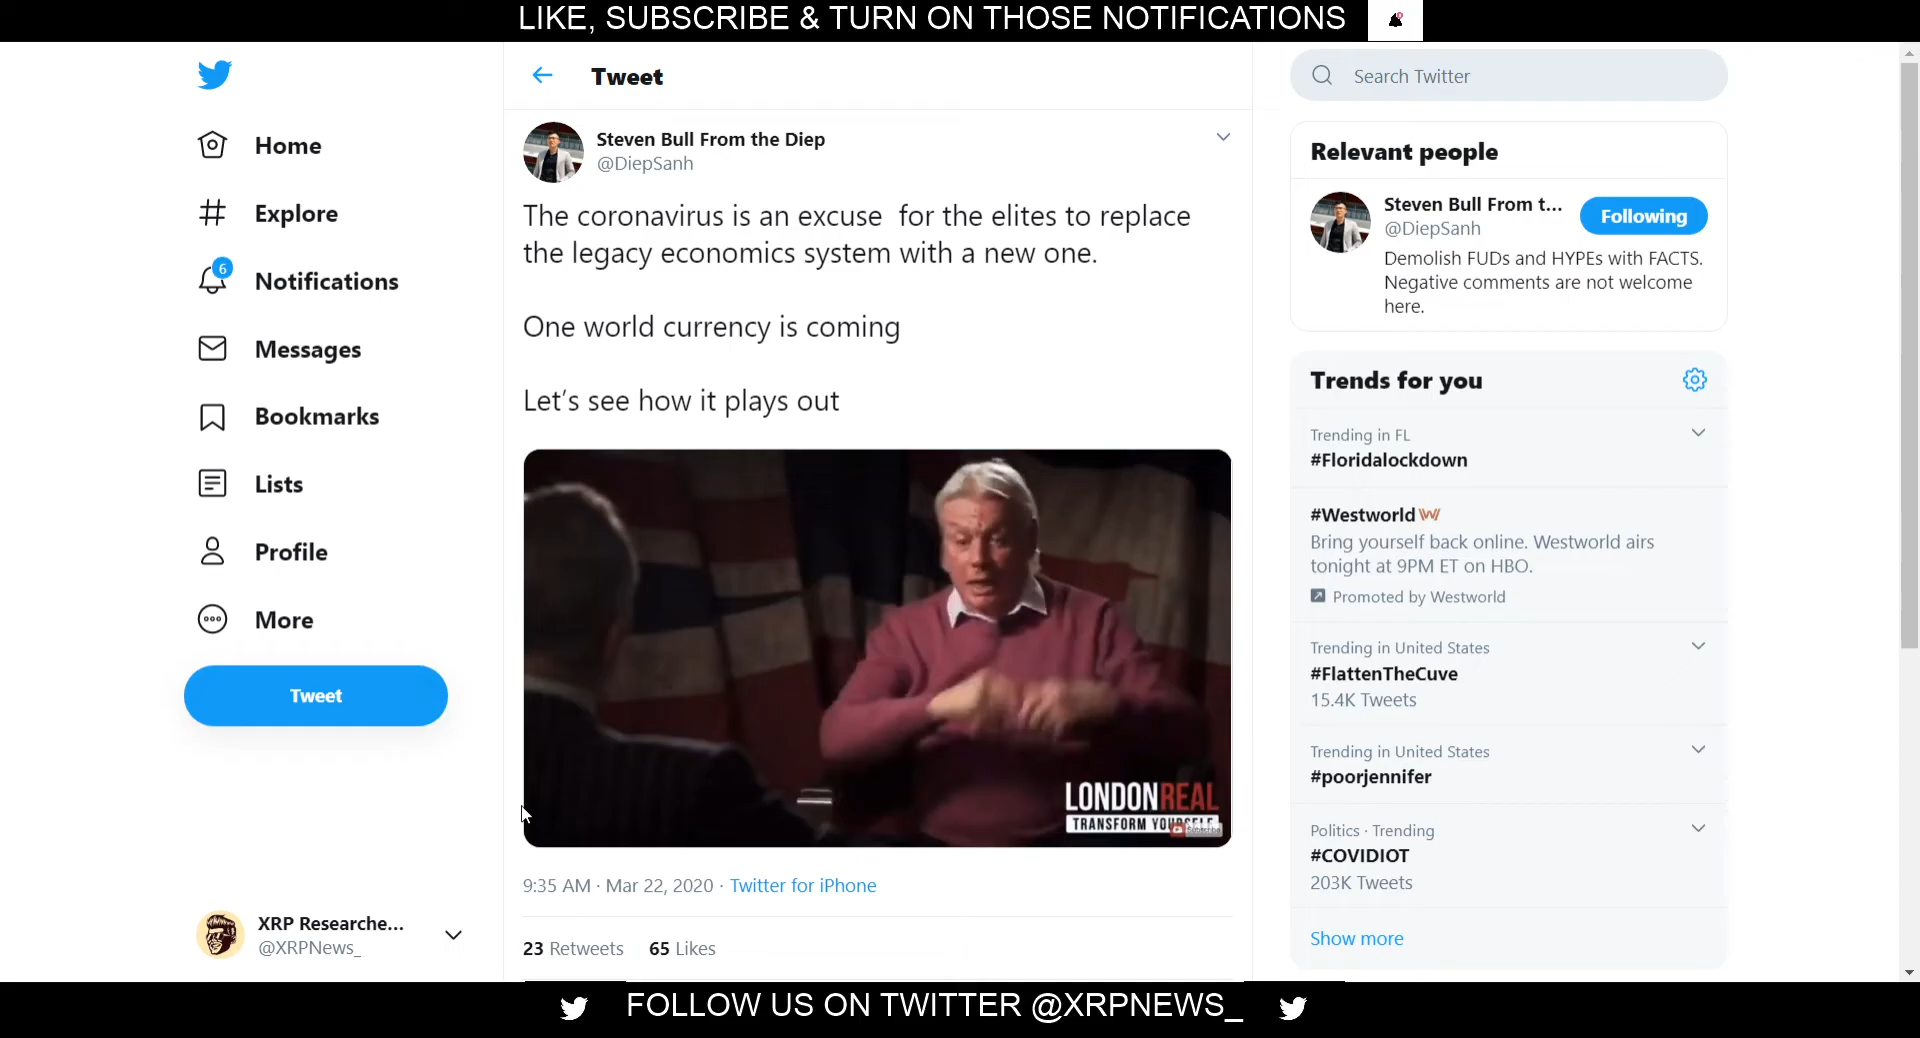 LIKE, SUBSCRIBE & TURN ON THOSE NOTIFICATIONS
Home
Explore
6
Notifications
Messages
Bookmarks
Lists
Profile
More
Tweet
XRP Researche...
@XRPNews_
Tweet
Steven Bull From the Diep
@DiepSanh
The coronavirus is an excuse for the elites to replace
the legacy economics system with a new one.
One world currency is coming
Let's see how it plays out
LONDONREAL
TRANSFORM YOURSELF
Subscribe
9:35 AM · Mar 22, 2020 · Twitter for iPhone
23 Retweets 65 Likes
Search Twitter
Relevant people
Steven Bull From t...
@DiepSanh
Following
Demolish FUDs and HYPEs with FACTS.
Negative comments are not welcome
here.
Trends for you
Trending in FL
#Floridalockdown
#Westworld
Bring yourself back online. Westworld airs
tonight at 9PM ET on HBO.
Promoted by Westworld
Trending in United States
#FlattenTheCuve
15.4K Tweets
Trending in United States
#poorjennifer
Politics · Trending
#COVIDIOT
203K Tweets
Show more
FOLLOW US ON TWITTER @XRPNEWS_